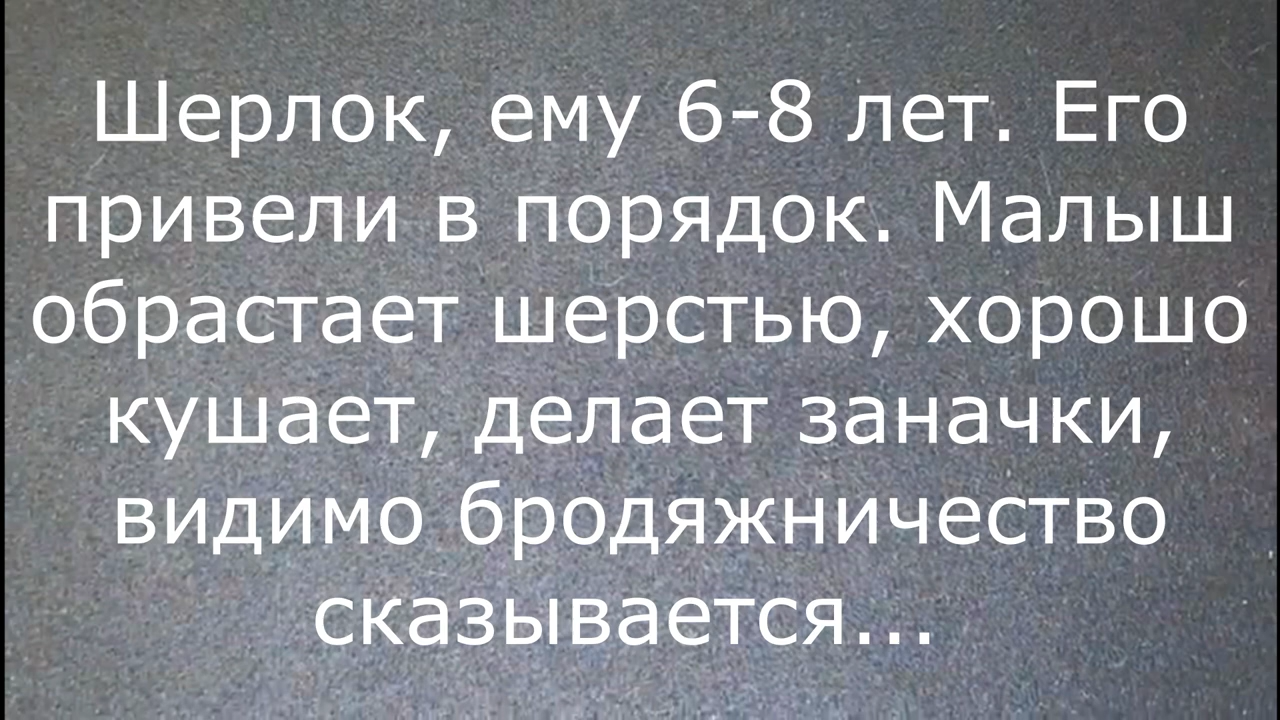 Шерлок, ему 6-8 лет. Его
привели в порядок. Малыш
обрастает шерстью, хорошо
кушает, делает заначки,
видимо бродяжничество
сказывается...